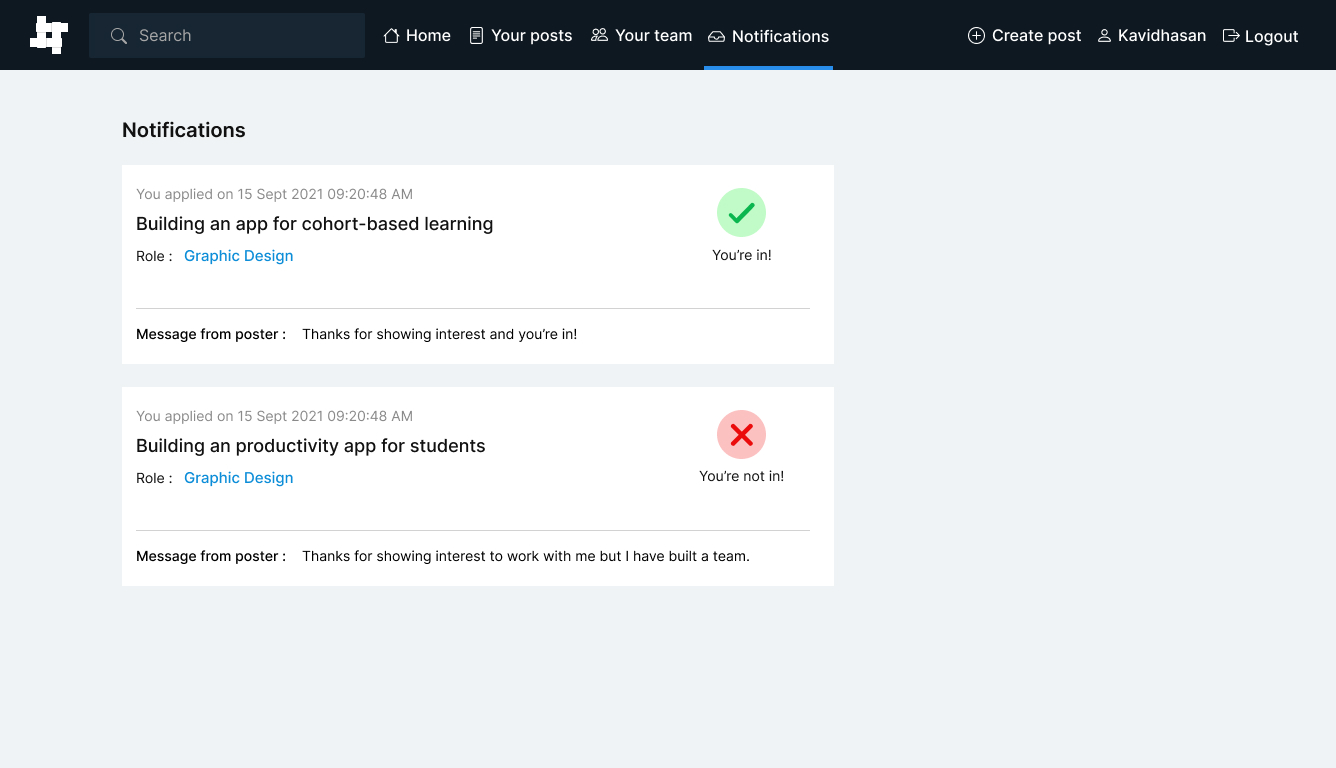 Search Home Your posts Your team Notifications Create post Kavidhasan Logout
Notifications
You applied on 15 Sept 2021 09:20:48 AM
Building an app for cohort-based learning
Role : Graphic Design
You’re in!
Message from poster : Thanks for showing interest and you’re in!
You applied on 15 Sept 2021 09:20:48 AM
Building an productivity app for students
Role : Graphic Design
You’re not in!
Message from poster : Thanks for showing interest to work with me but I have built a team.